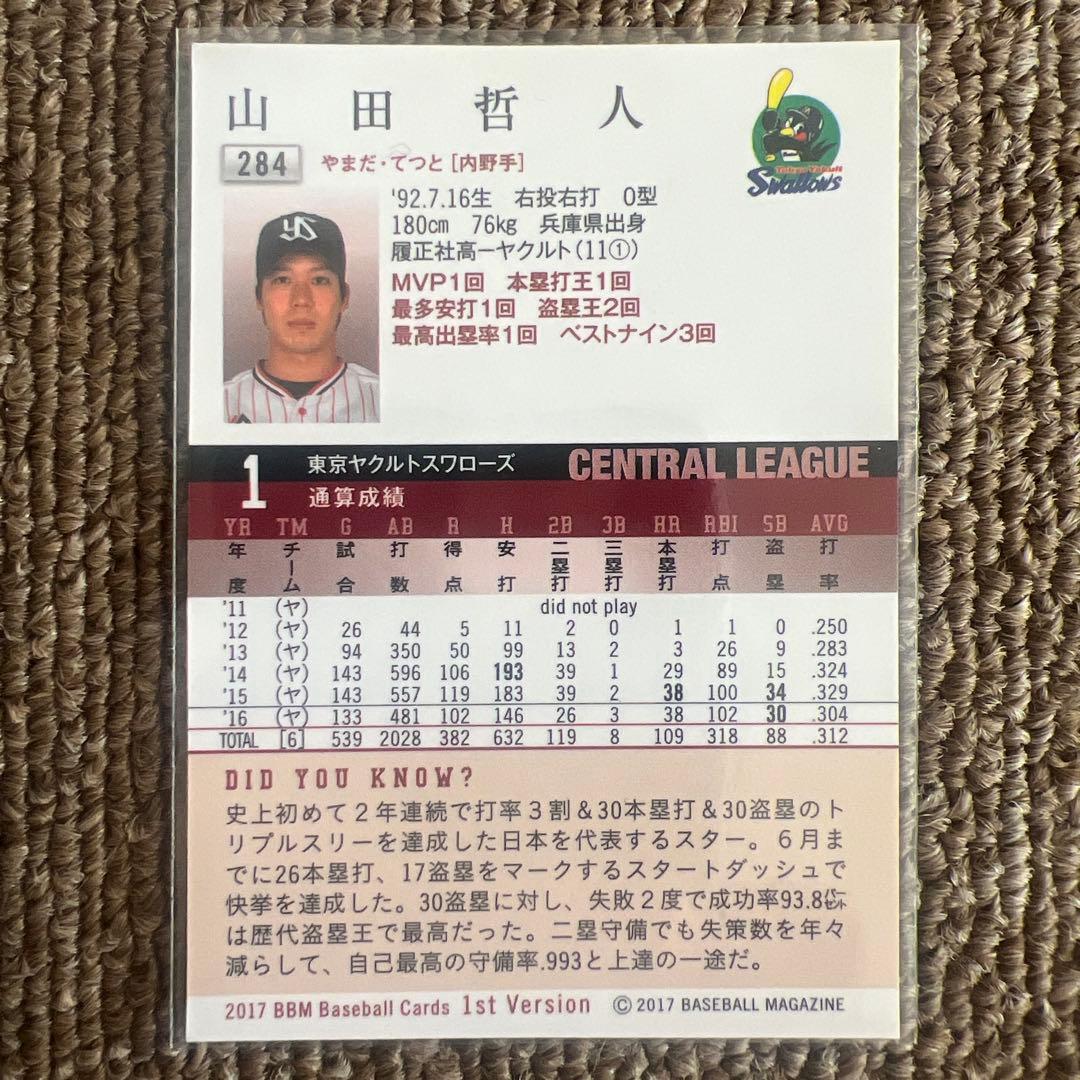 山田哲人
284 やまだ・てつと [内野手]
Tokyo Yakult
Swallows
YS
'92.7.16生 右投右打 O型
180cm 76kg 兵庫県出身
履正社高ーヤクルト(11①)
MVP1回 本塁打王1回
最多安打1回 盗塁王2回
最高出塁率1回 ベストナイン3回
1 東京ヤクルトスワローズ CENTRAL LEAGUE
通算成績
YR TM G AB R H 2B 3B HR RBI SB AVG
年度 チーム 試合 打数 得点 安打 二塁打 三塁打 本塁打 打点 盗塁 打率
'11 (ヤ) did not play
'12 (ヤ) 26 44 5 11 2 0 1 1 0 .250
'13 (ヤ) 94 350 50 99 13 2 3 26 9 .283
'14 (ヤ) 143 596 106 193 39 1 29 89 15 .324
'15 (ヤ) 143 557 119 183 39 2 38 100 34 .329
'16 (ヤ) 133 481 102 146 26 3 38 102 30 .304
TOTAL [6] 539 2028 382 632 119 8 109 318 88 .312
DID YOU KNOW?
史上初めて2年連続で打率3割&30本塁打&30盗塁のト
リプルスリーを達成した日本を代表するスター。6月ま
でに26本塁打、17盗塁をマークするスタートダッシュで
快挙を達成した。30盗塁に対し、失敗2度で成功率93.8㌫
は歴代盗塁王で最高だった。二塁守備でも失策数を年々
減らして、自己最高の守備率.993と上達の一途だ。
2017 BBM Baseball Cards 1st Version © 2017 BASEBALL MAGAZINE